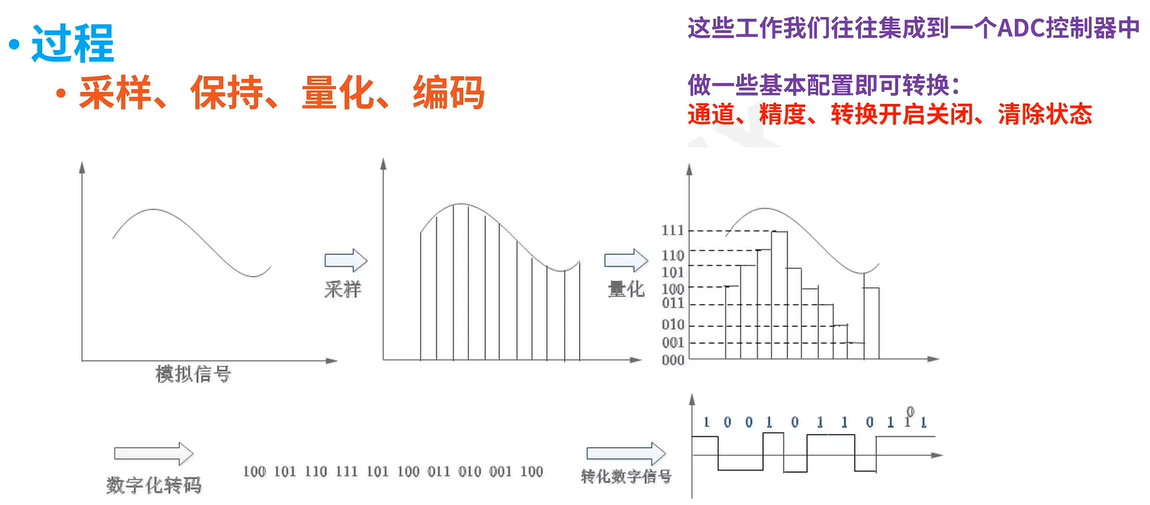 • 过程
• 采样、保持、量化、编码
这些工作我们往往集成到一个ADC控制器中
做一些基本配置即可转换：
通道、精度、转换开启关闭、清除状态
模拟信号
采样
量化
111
110
101
100
011
010
001
000
数字化转码
100 101 110 111 101 100 011 010 001 100
转化数字信号
0
1 0 0 1 0 1 1 0 1 1 1